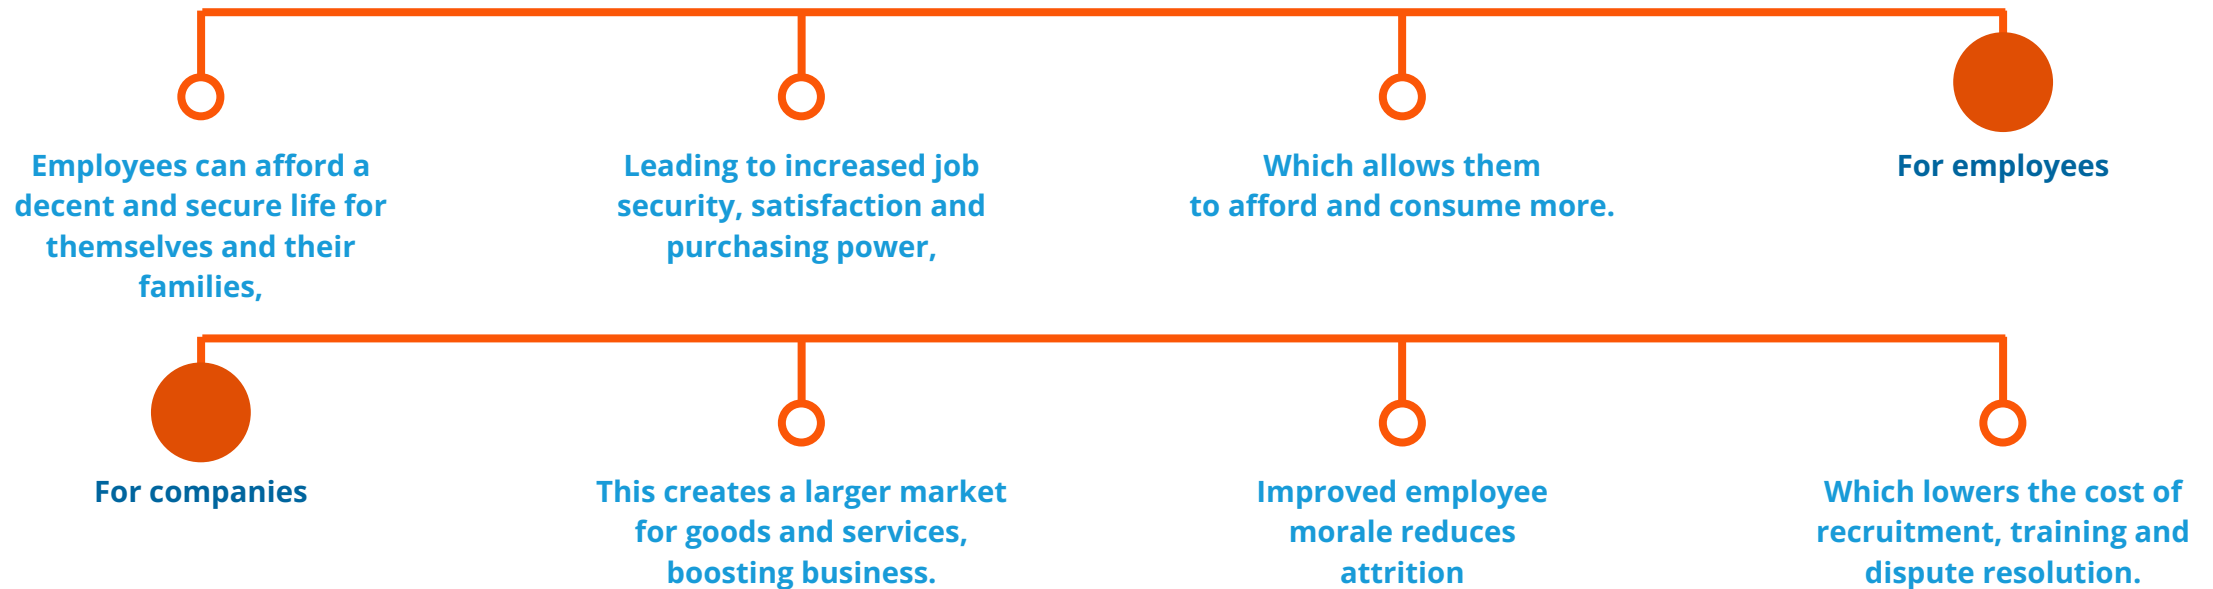 Employees can afford a
decent and secure life for
themselves and their
families,
Leading to increased job
security, satisfaction and
purchasing power,
Which allows them
to afford and consume more.
For employees
For companies
This creates a larger market
for goods and services,
boosting business.
Improved employee
morale reduces
attrition
Which lowers the cost of
recruitment, training and
dispute resolution.